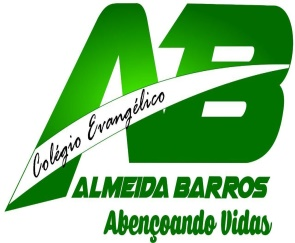 AB
Colégio Evangélico
ALMEIDA BARROS
Abençoando Vidas